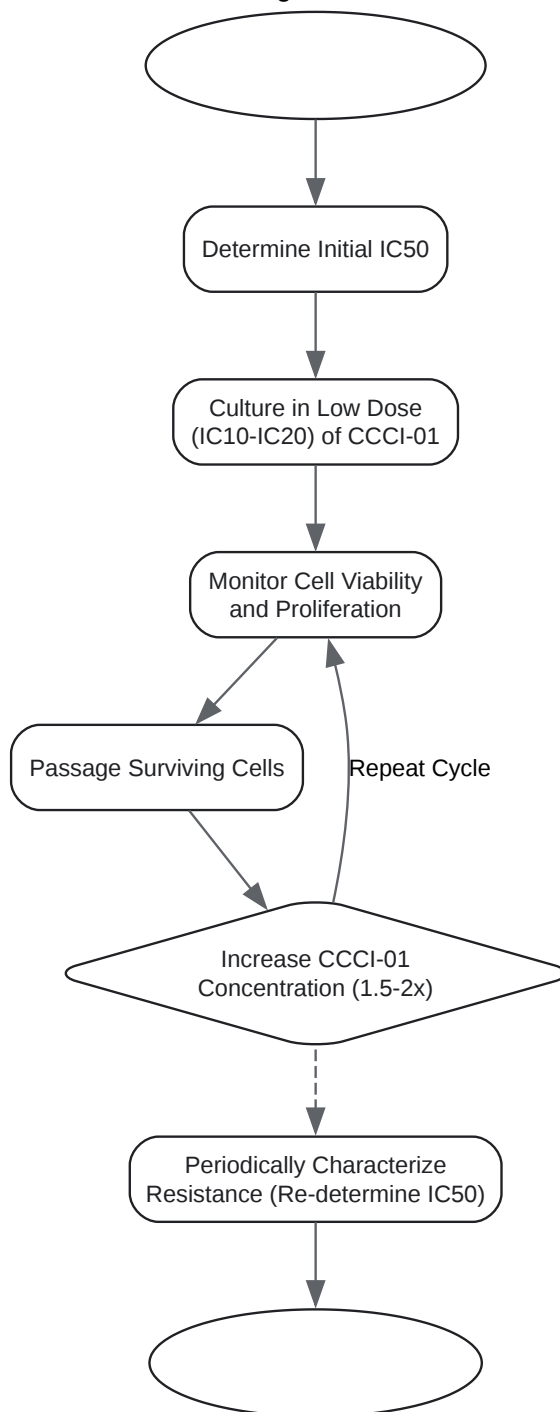 Determine Initial IC50
Culture in Low Dose
(IC10-IC20) of CCCI-01
Monitor Cell Viability
and Proliferation
Passage Surviving Cells
Repeat Cycle
Increase CCCI-01
Concentration (1.5-2x)
Periodically Characterize
Resistance (Re-determine IC50)